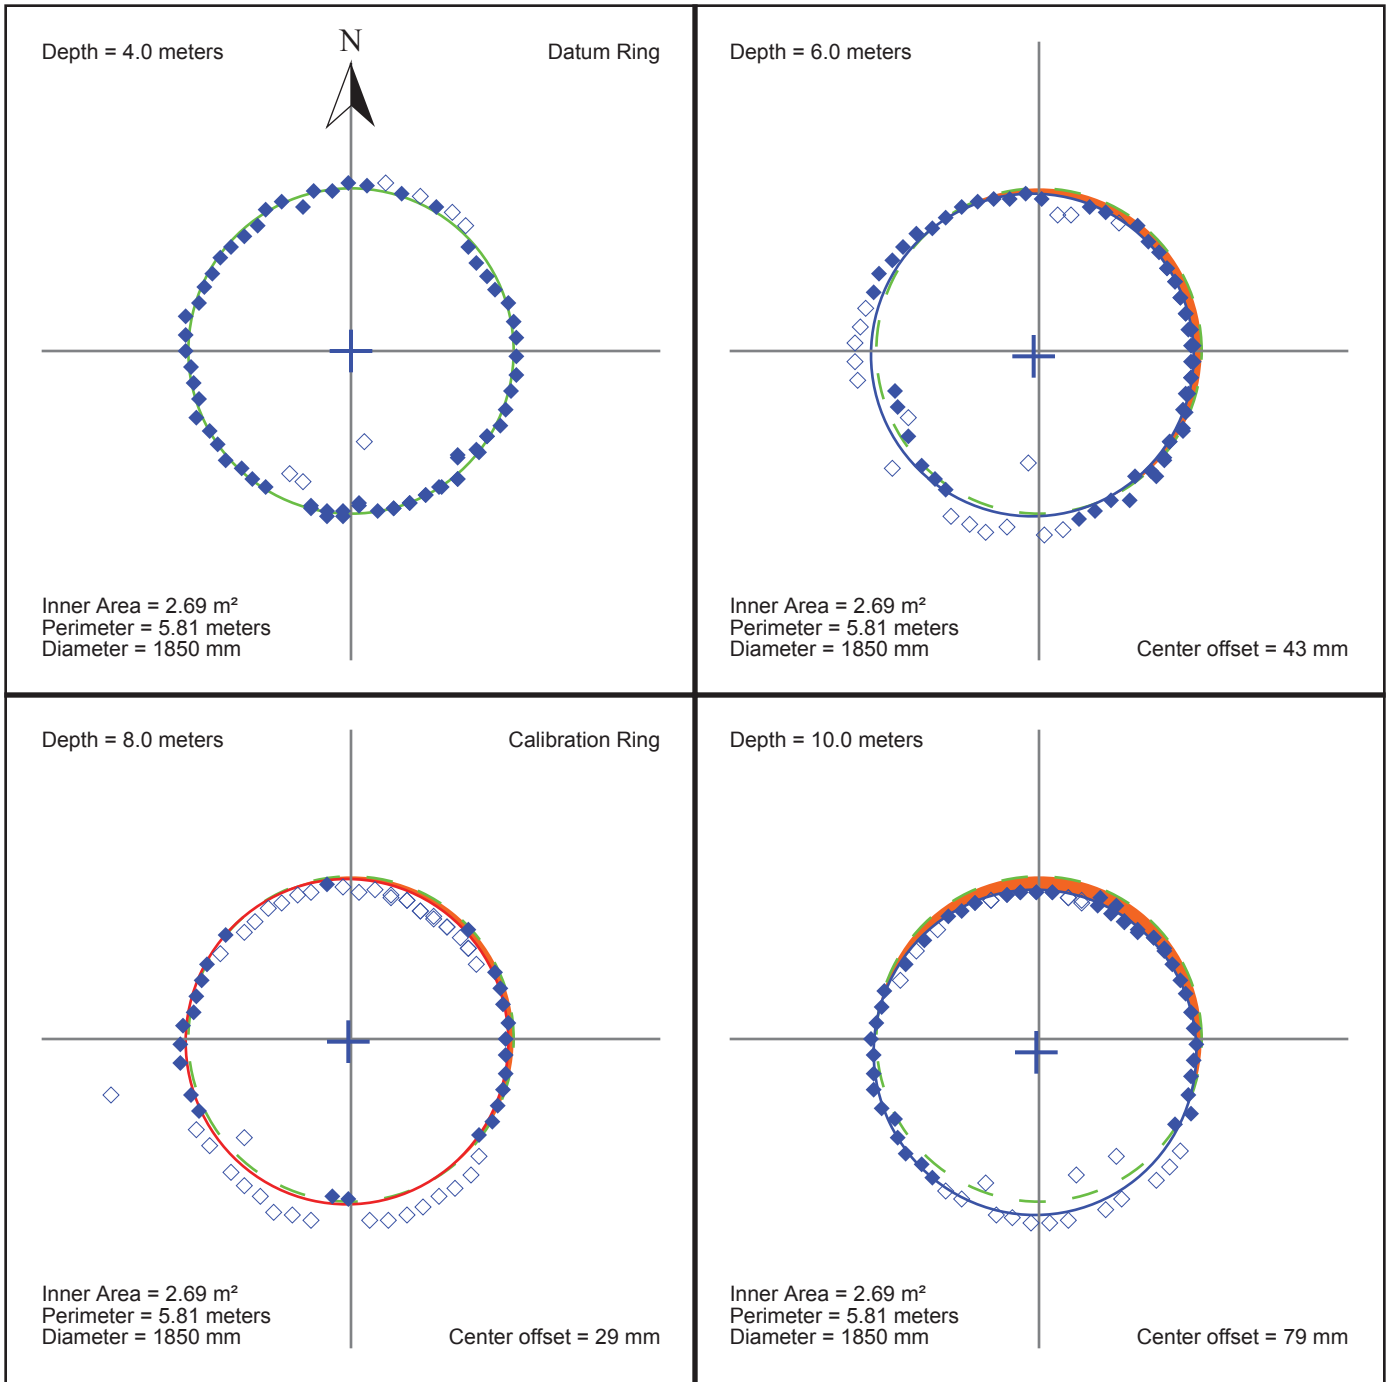 Depth = 4.0 meters
N
Datum Ring
Inner Area = 2.69 m²
Perimeter = 5.81 meters
Diameter = 1850 mm
Depth = 6.0 meters
Inner Area = 2.69 m²
Perimeter = 5.81 meters
Diameter = 1850 mm
Center offset = 43 mm
Depth = 8.0 meters
Calibration Ring
Inner Area = 2.69 m²
Perimeter = 5.81 meters
Diameter = 1850 mm
Center offset = 29 mm
Depth = 10.0 meters
Inner Area = 2.69 m²
Perimeter = 5.81 meters
Diameter = 1850 mm
Center offset = 79 mm